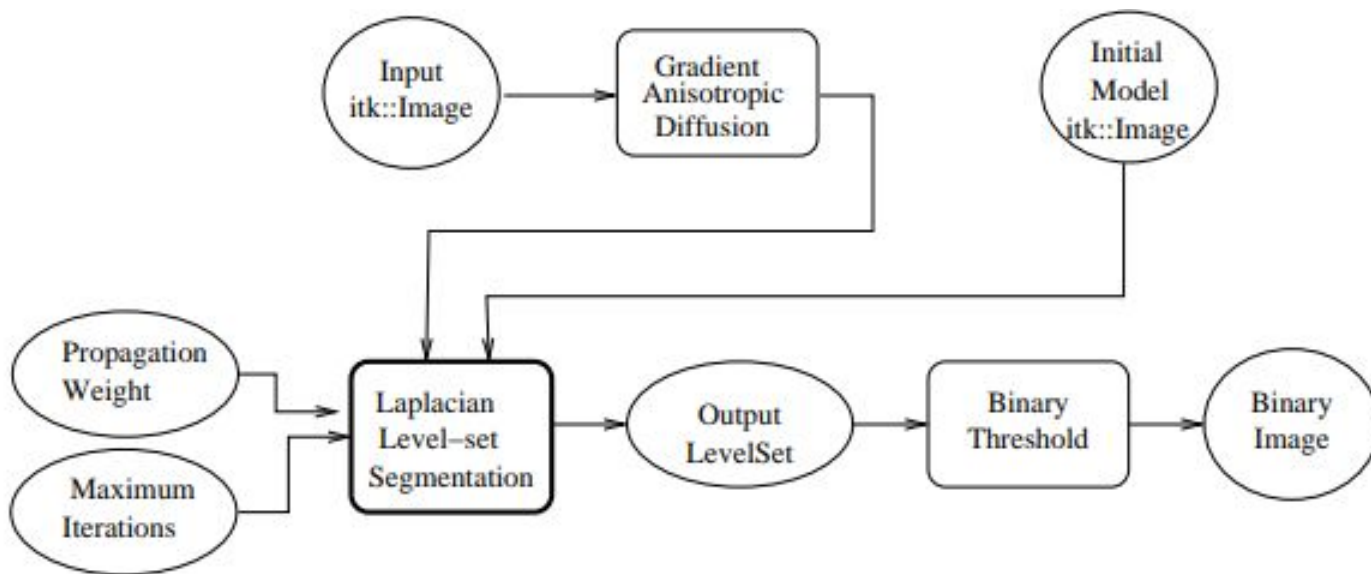 Input
itk::Image
Gradient
Anisotropic
Diffusion
Initial
Model
itk::Image
Propagation
Weight
Maximum
Iterations
Laplacian
Level−set
Segmentation
Output
LevelSet
Binary
Threshold
Binary
Image